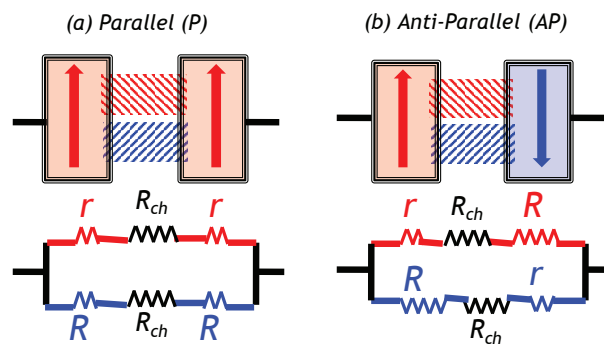 (a) Parallel (P)
r R_ch r
R R_ch R
(b) Anti-Parallel (AP)
r R_ch R
R R_ch r